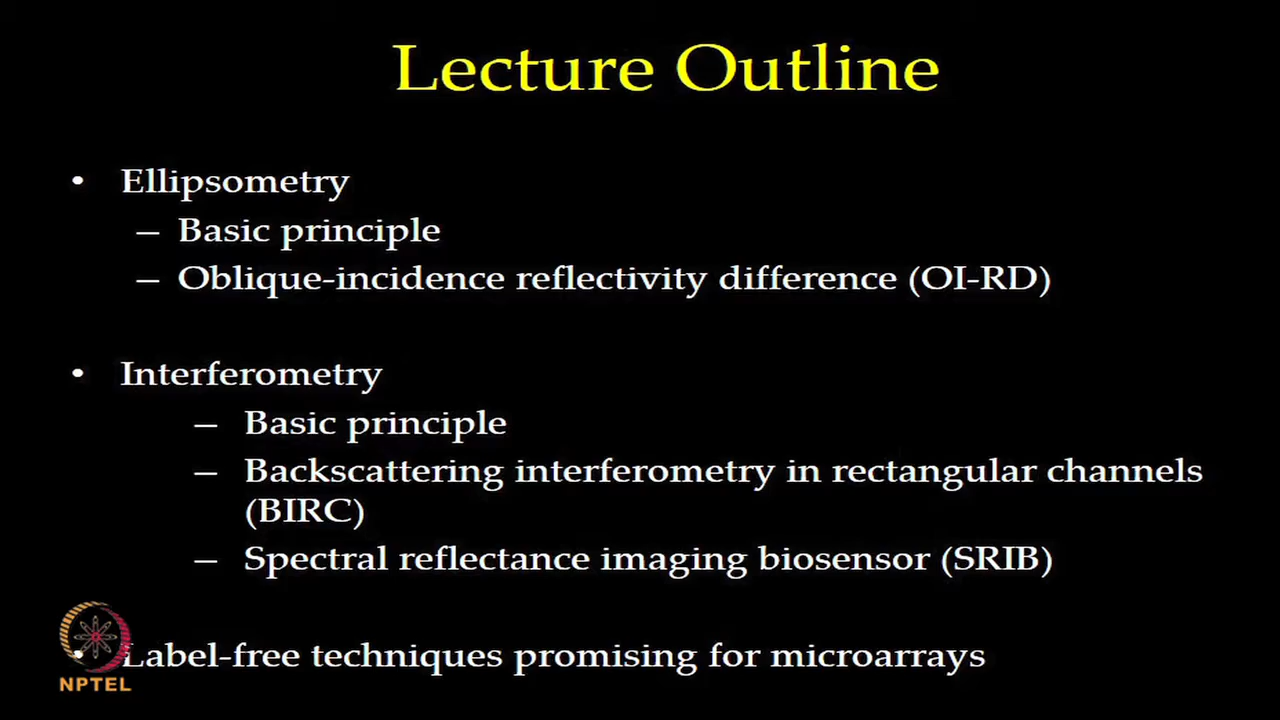 Lecture Outline
• Ellipsometry
– Basic principle
– Oblique-incidence reflectivity difference (OI-RD)
• Interferometry
– Basic principle
– Backscattering interferometry in rectangular channels
(BIRC)
– Spectral reflectance imaging biosensor (SRIB)
• Label-free techniques promising for microarrays
NPTEL